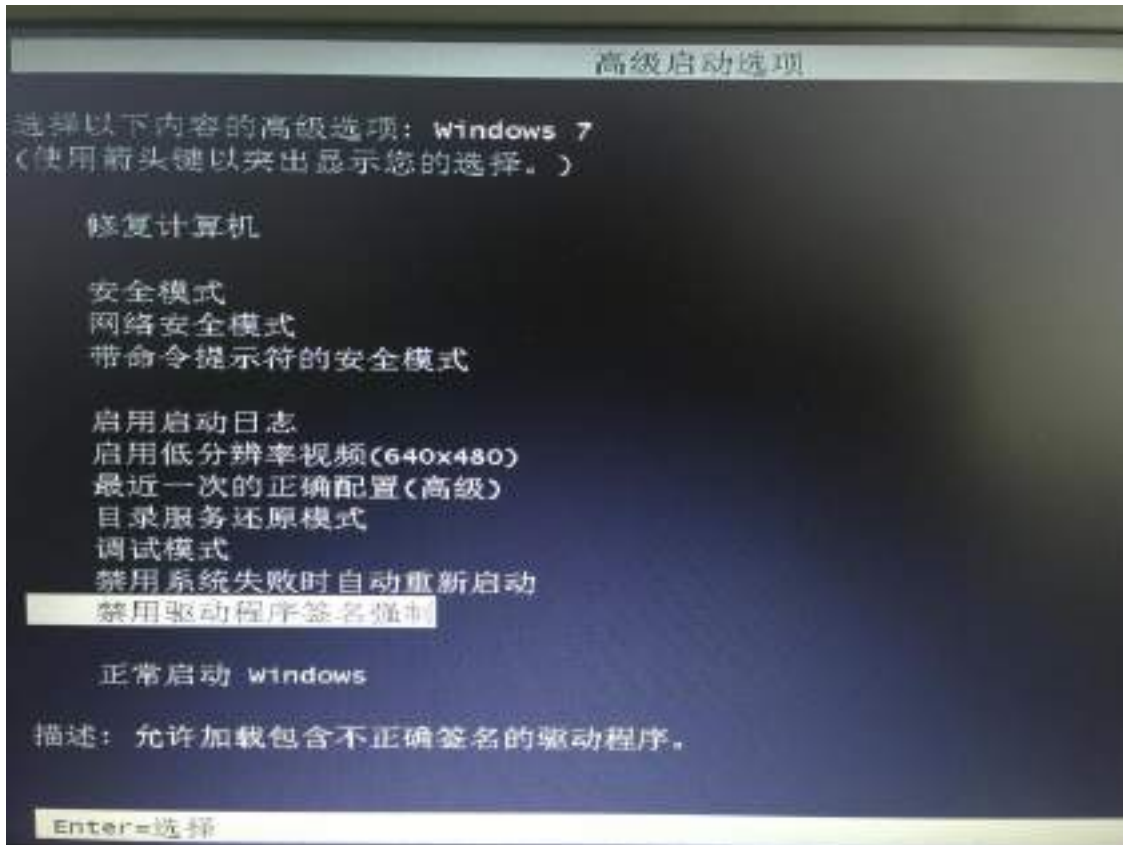 高级启动选项
选择以下内容的高级选项: Windows 7
(使用箭头键以突出显示您的选择。)
修复计算机
安全模式
网络安全模式
带命令提示符的安全模式
启用启动日志
启用低分辨率视频(640x480)
最近一次的正确配置(高级)
目录服务还原模式
调试模式
禁用系统失败时自动重新启动
禁用驱动程序签名强制
正常启动 Windows
描述: 允许加载包含不正确签名的驱动程序。
Enter=选择